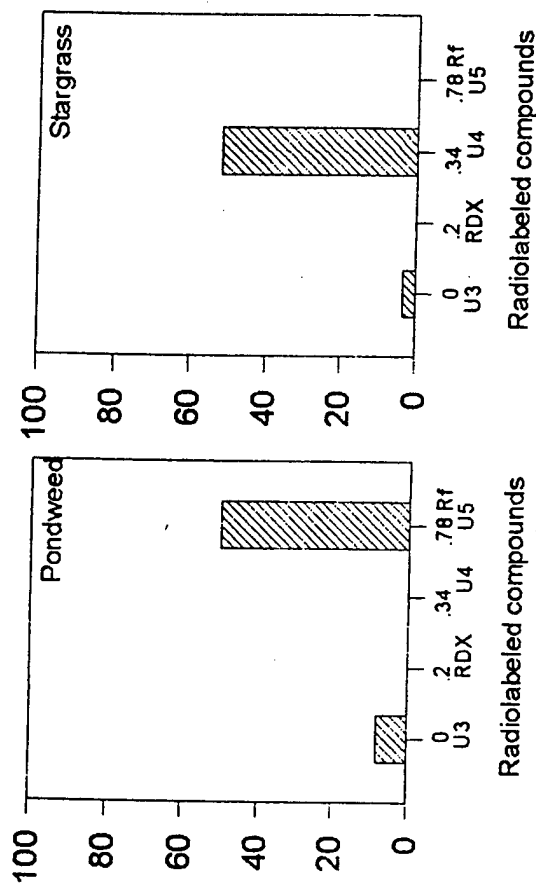 Pondweed
100
80
60
40
20
0
0 .2 .34 .78 Rf
U3 RDX U4 U5
Radiolabeled compounds
Stargrass
100
80
60
40
20
0
0 .2 .34 .78 Rf
U3 RDX U4 U5
Radiolabeled compounds